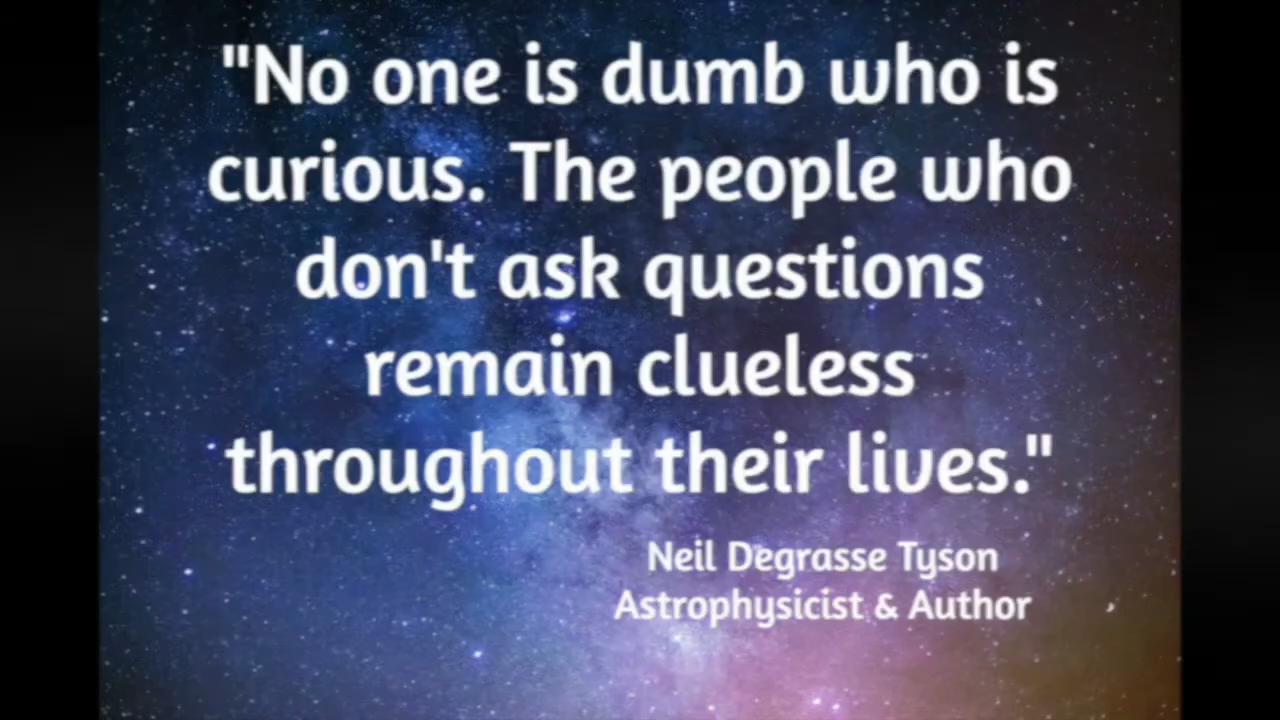 "No one is dumb who is
curious. The people who
don't ask questions
remain clueless
throughout their lives."
Neil Degrasse Tyson
Astrophysicist & Author